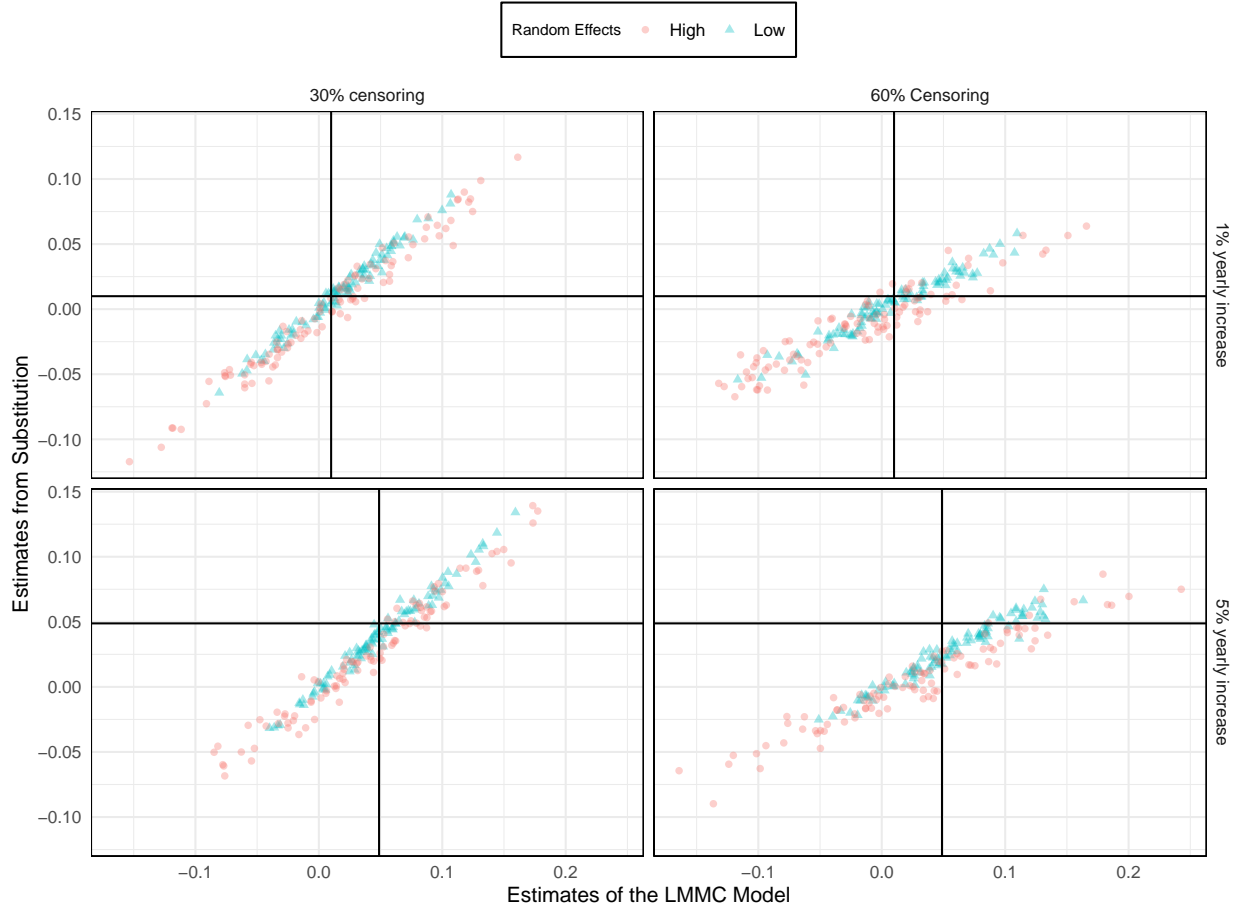 Random Effects High Low
30% censoring
60% Censoring
0.15
0.10
0.05
0.00
−0.05
−0.10
1% yearly increase
0.15
0.10
0.05
0.00
−0.05
−0.10
5% yearly increase
Estimates from Substitution
−0.1 0.0 0.1 0.2
−0.1 0.0 0.1 0.2
Estimates of the LMMC Model